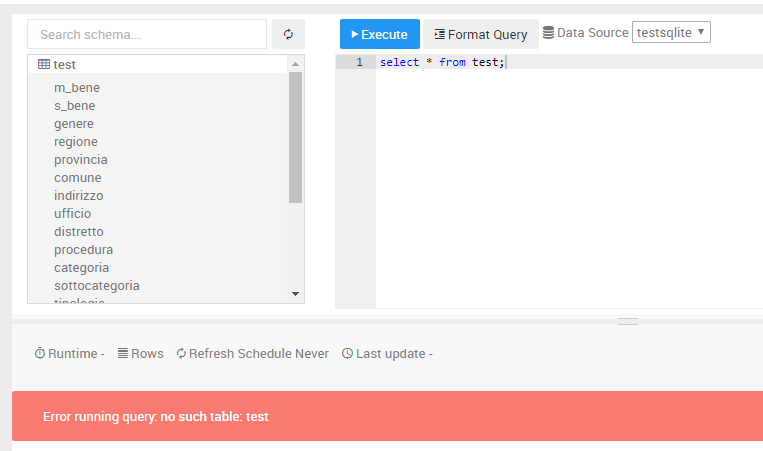 Search schema...
Execute
Format Query
Data Source
testsqlite
test
m_bene
s_bene
genere
regione
provincia
comune
indirizzo
ufficio
distretto
procedura
categoria
sottocategoria
tipologia
1 select * from test;
Runtime -
Rows
Refresh Schedule Never
Last update -
Error running query: no such table: test